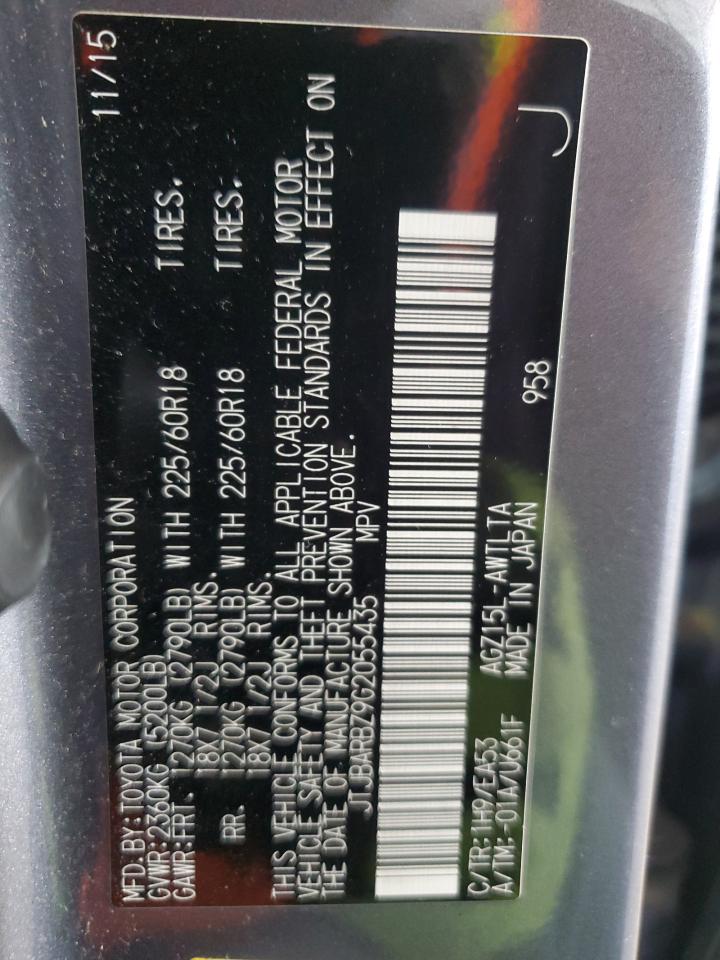 MFD.BY:TOYOTA MOTOR CORPORATION 11/15
GVWR:2360KG (5200LB)
GAWR:FRT. 1270KG (2790LB) WITH 225/60R18 TIRES.
18X7 1/2J RIMS.
RR. 1270KG (2790LB) WITH 225/60R18 TIRES.
18X7 1/2J RIMS.
THIS VEHICLE CONFORMS TO ALL APPLICABLE FEDERAL MOTOR
VEHICLE SAFETY AND THEFT PREVENTION STANDARDS IN EFFECT ON
THE DATE OF MANUFACTURE SHOWN ABOVE.
JTJBARBZ9G2055435 MPV
C/TR:1H9/EA53 AGZ15L-AWTLTA
A/TM:-01A/U661F MADE IN JAPAN 958
J